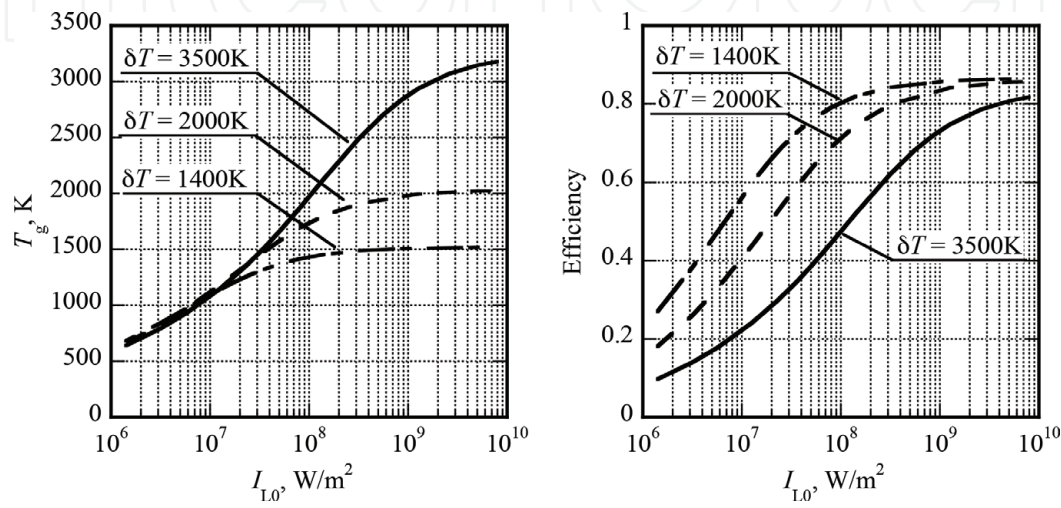 3500
3000
2500
2000
1500
1000
500
0
T_g, K
δT = 3500K
δT = 2000K
δT = 1400K
10^6 10^7 10^8 10^9 10^10
I_L0, W/m^2
1
0.8
0.6
0.4
0.2
0
Efficiency
δT = 1400K
δT = 2000K
δT = 3500K
10^6 10^7 10^8 10^9 10^10
I_L0, W/m^2